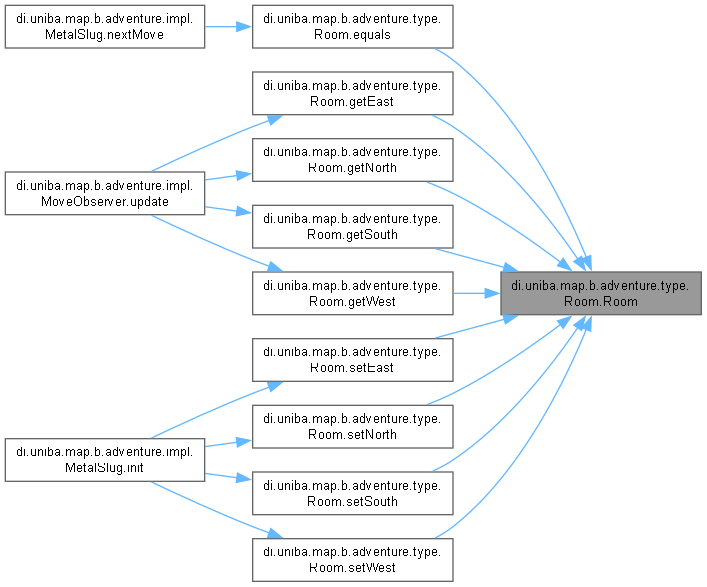 di.uniba.map.b.adventure.impl.
MetalSlug.nextMove
di.uniba.map.b.adventure.type.
Room.equals
di.uniba.map.b.adventure.type.
Room.getEast
di.uniba.map.b.adventure.type.
Room.getNorth
di.uniba.map.b.adventure.impl.
MoveObserver.update
di.uniba.map.b.adventure.type.
Room.getSouth
di.uniba.map.b.adventure.type.
Room.getWest
di.uniba.map.b.adventure.type.
Room.Room
di.uniba.map.b.adventure.type.
Room.setEast
di.uniba.map.b.adventure.type.
Room.setNorth
di.uniba.map.b.adventure.impl.
MetalSlug.init
di.uniba.map.b.adventure.type.
Room.setSouth
di.uniba.map.b.adventure.type.
Room.setWest